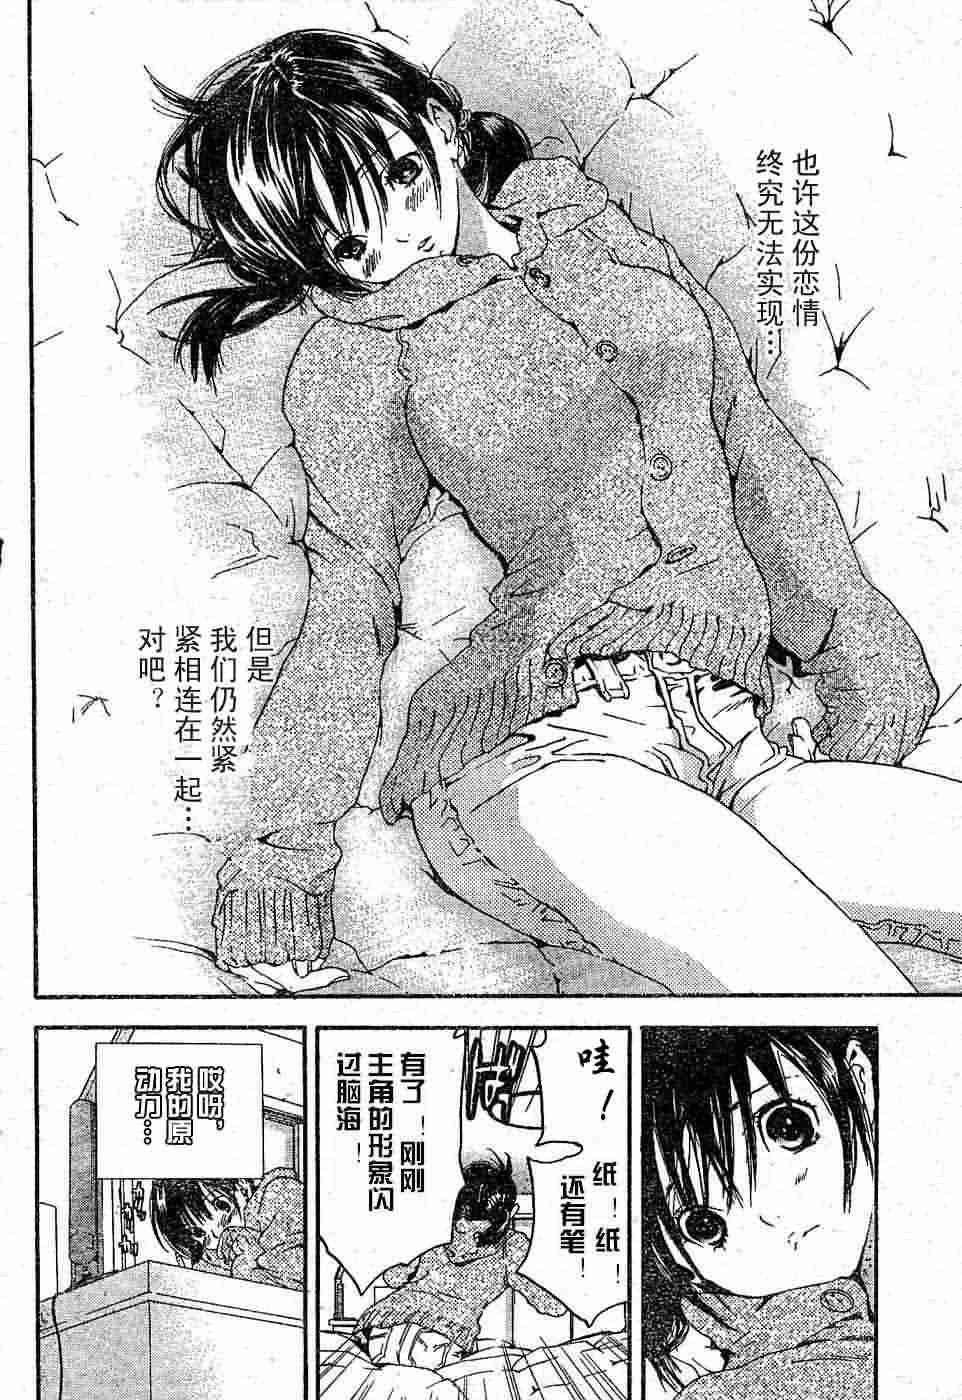 也许这份恋情
终究无法实现…
但是
我们仍然紧
紧相连在一起…
对吧？
哇！
纸！纸！
还有笔！
有了！刚刚
主角的形象闪
过脑海！
哎呀，
我的原
动力…